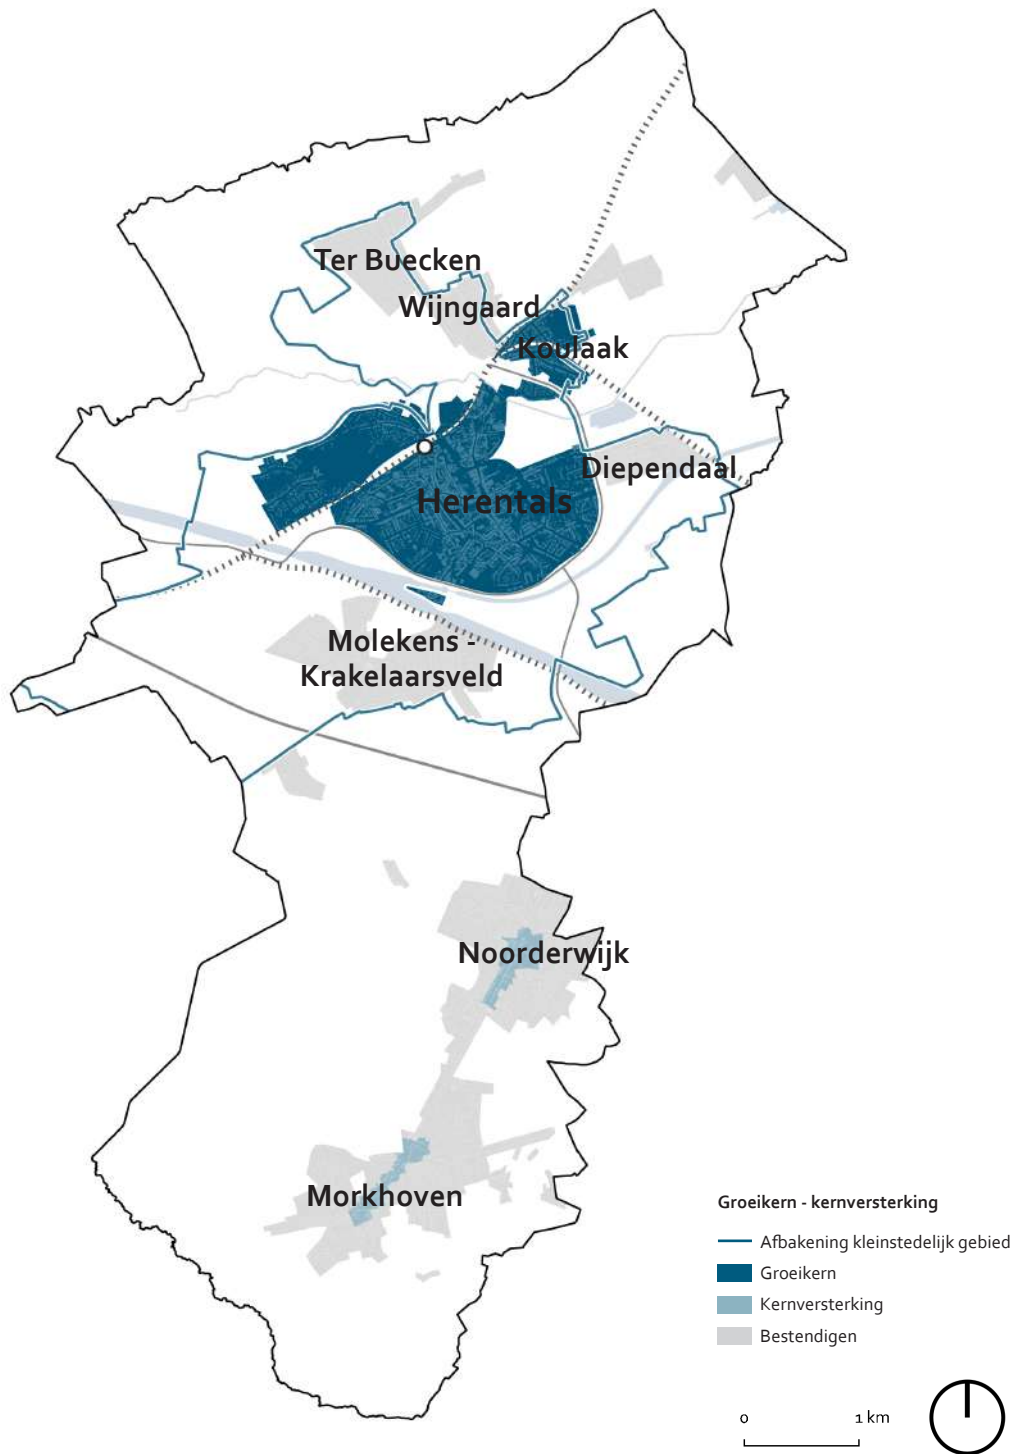 Ter Buecken
Wijngaard
Koulaak
Diependaal
Herentals
Molekens -
Krakelaarsveld
Noorderwijk
Morkhoven
Groeikern - kernversterking
Afbakening kleinstedelijk gebied
Groeikern
Kernversterking
Bestendigen
0 1 km